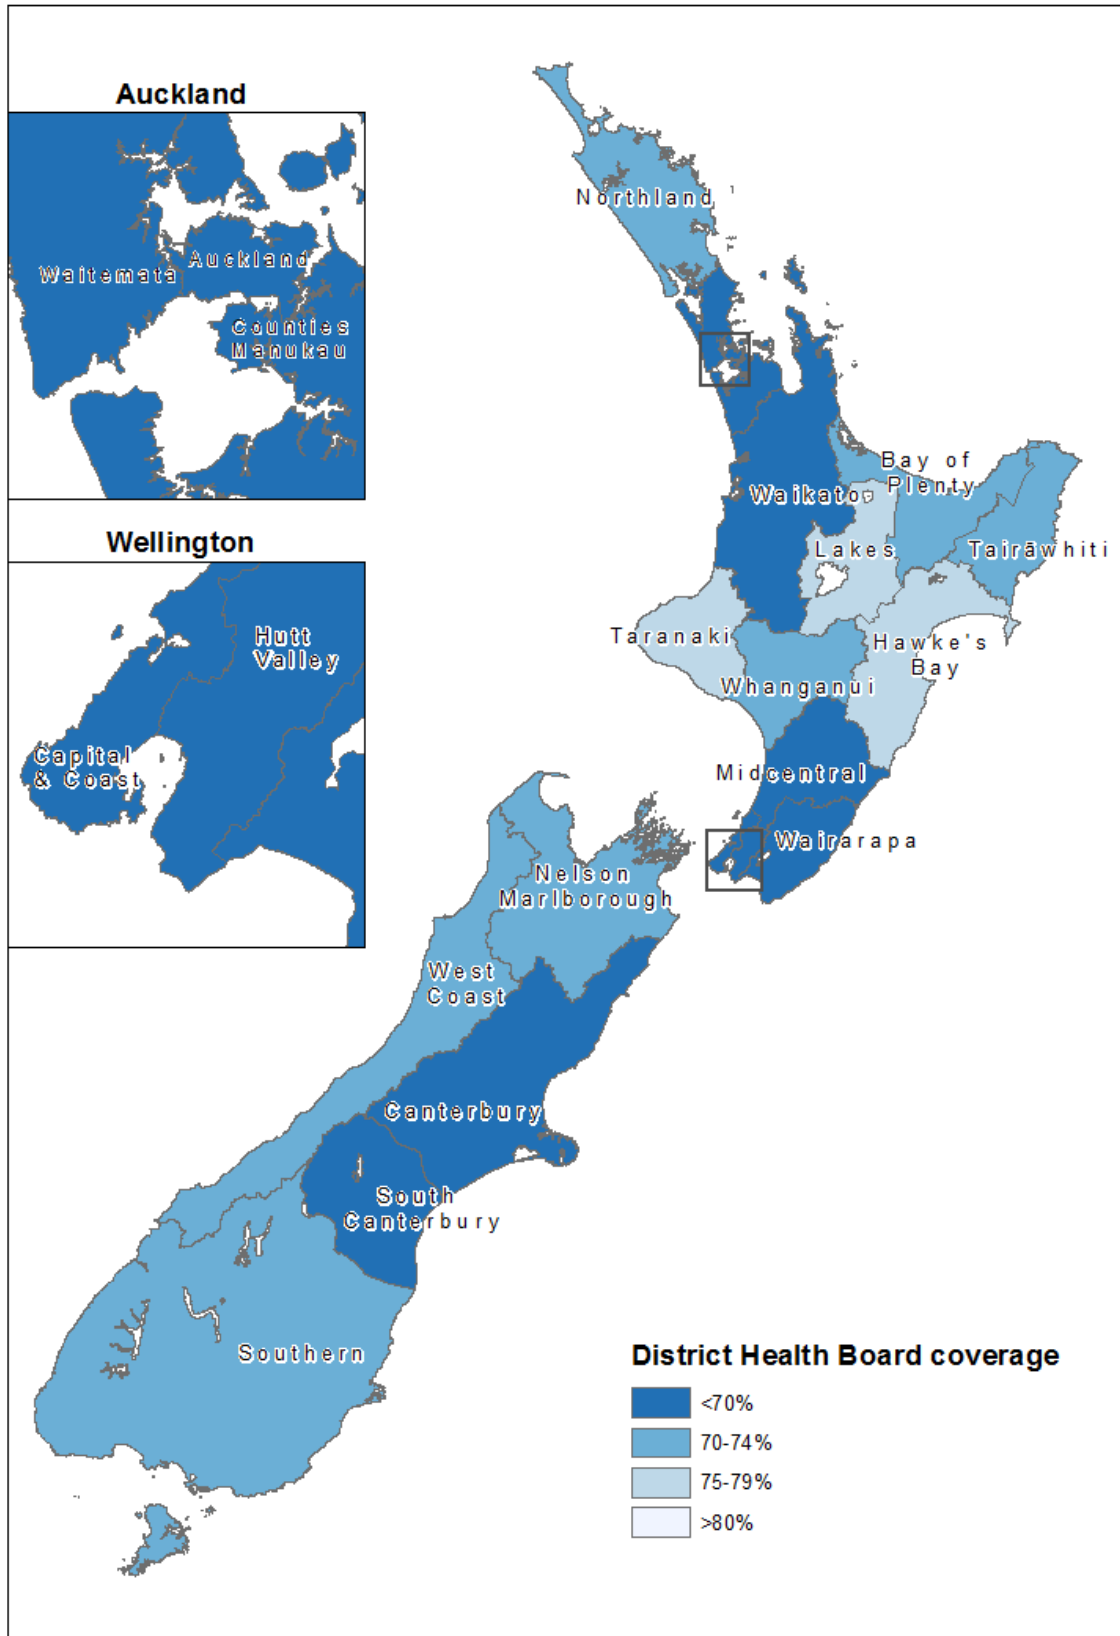 Auckland
Waitemata
Auckland
Counties
Manukau
Wellington
Hutt
Valley
Capital
& Coast
Northland
Bay of
Plenty
Waikato
Lakes
Tairāwhiti
Taranaki
Hawke's
Bay
Whanganui
Midcentral
Wairarapa
Nelson
Marlborough
West
Coast
Canterbury
South
Canterbury
Southern
District Health Board coverage
<70%
70-74%
75-79%
>80%